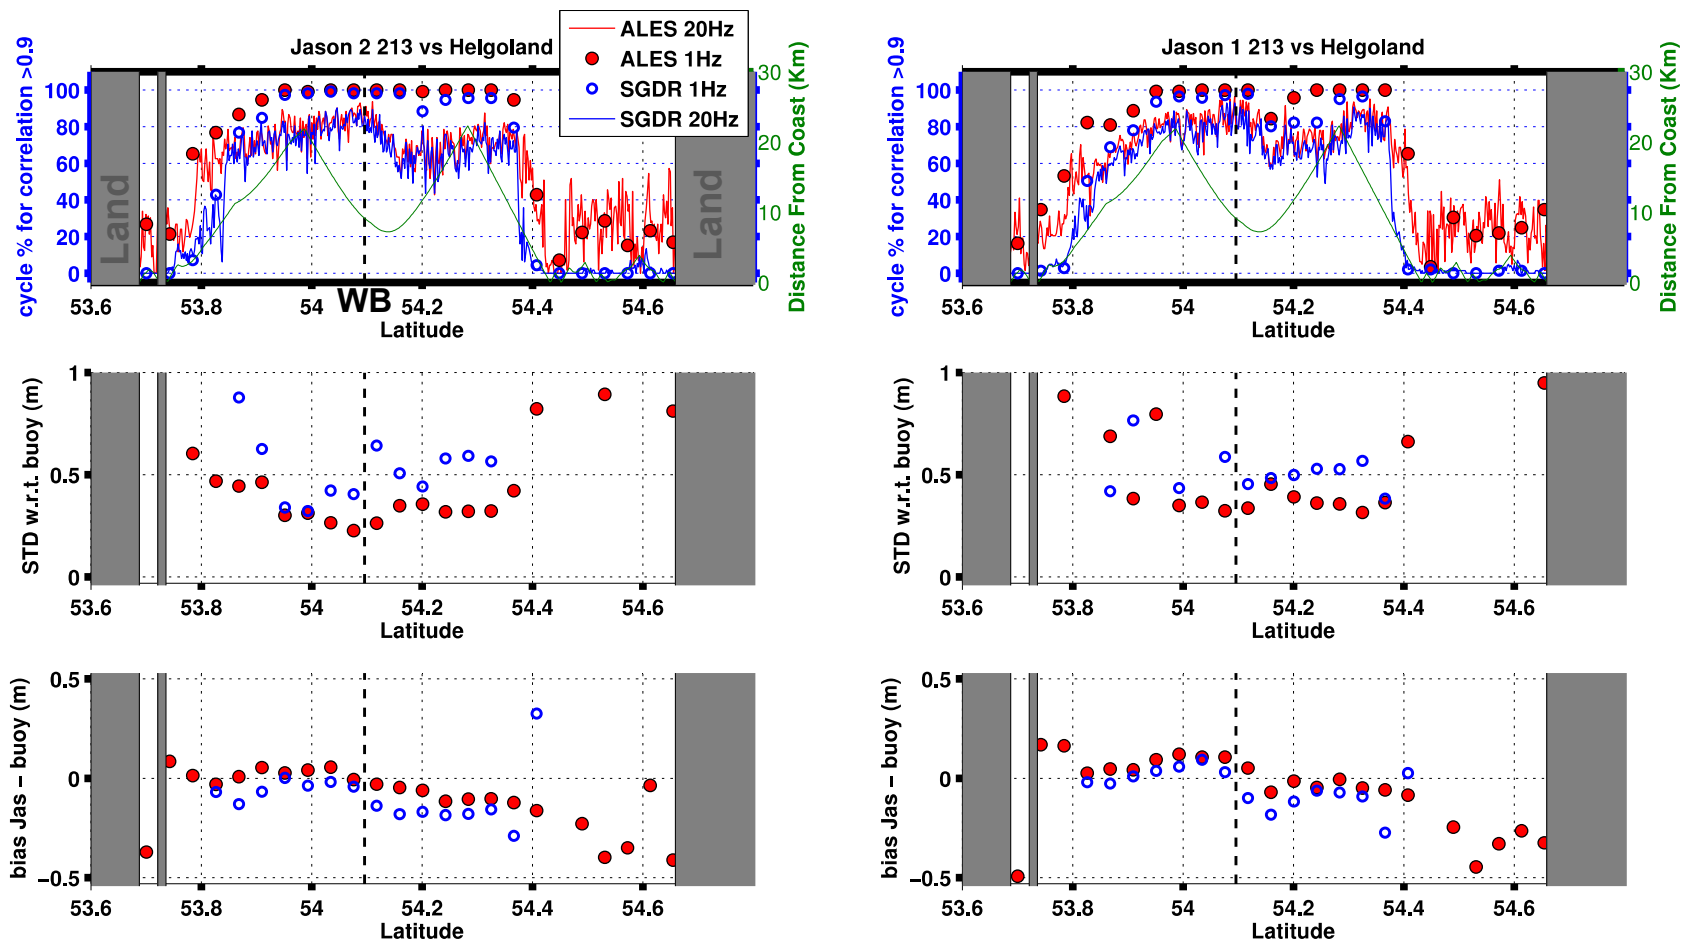 Jason 2 213 vs Helgoland
ALES 20Hz
ALES 1Hz
SGDR 1Hz
SGDR 20Hz
cycle % for correlation >0.9
100
80
60
40
20
0
Land
Land
30
20
10
0
Distance From Coast (Km)
53.6
53.8
54
WB
54.2
54.4
54.6
Latitude
Jason 1 213 vs Helgoland
cycle % for correlation >0.9
100
80
60
40
20
0
30
20
10
0
Distance From Coast (Km)
53.6
53.8
54
54.2
54.4
54.6
Latitude
STD w.r.t. buoy (m)
1
0.5
0
53.6
53.8
54
54.2
54.4
54.6
Latitude
STD w.r.t. buoy (m)
1
0.5
0
53.6
53.8
54
54.2
54.4
54.6
Latitude
bias Jas − buoy (m)
0.5
0
−0.5
53.6
53.8
54
54.2
54.4
54.6
Latitude
bias Jas − buoy (m)
0.5
0
−0.5
53.6
53.8
54
54.2
54.4
54.6
Latitude